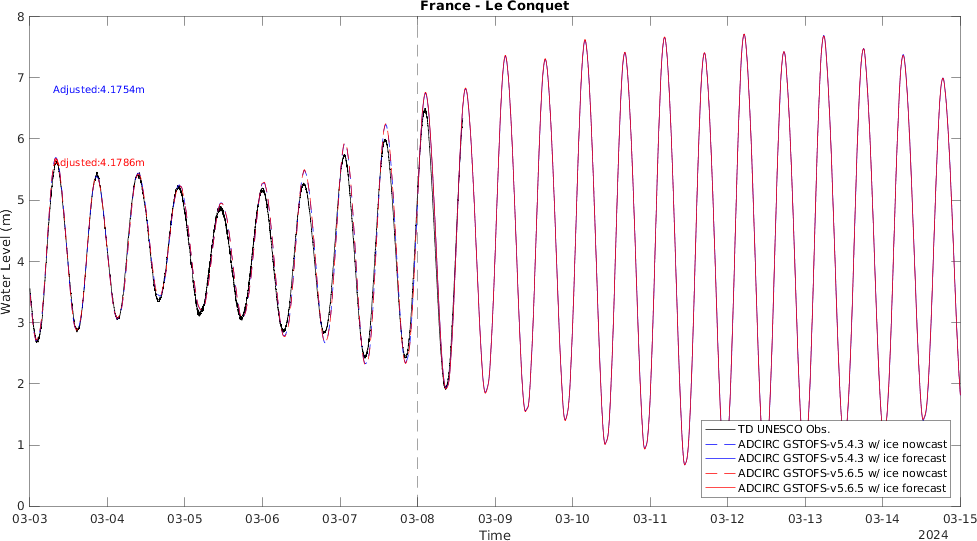 France - Le Conquet
8
7
6
5
4
3
2
1
0
Water Level (m)
Adjusted:4.1754m
Adjusted:4.1786m
TD UNESCO Obs.
ADCIRC GSTOFS-v5.4.3 w/ ice nowcast
ADCIRC GSTOFS-v5.4.3 w/ ice forecast
ADCIRC GSTOFS-v5.6.5 w/ ice nowcast
ADCIRC GSTOFS-v5.6.5 w/ ice forecast
03-03 03-04 03-05 03-06 03-07 03-08 03-09 03-10 03-11 03-12 03-13 03-14 03-15
Time
2024